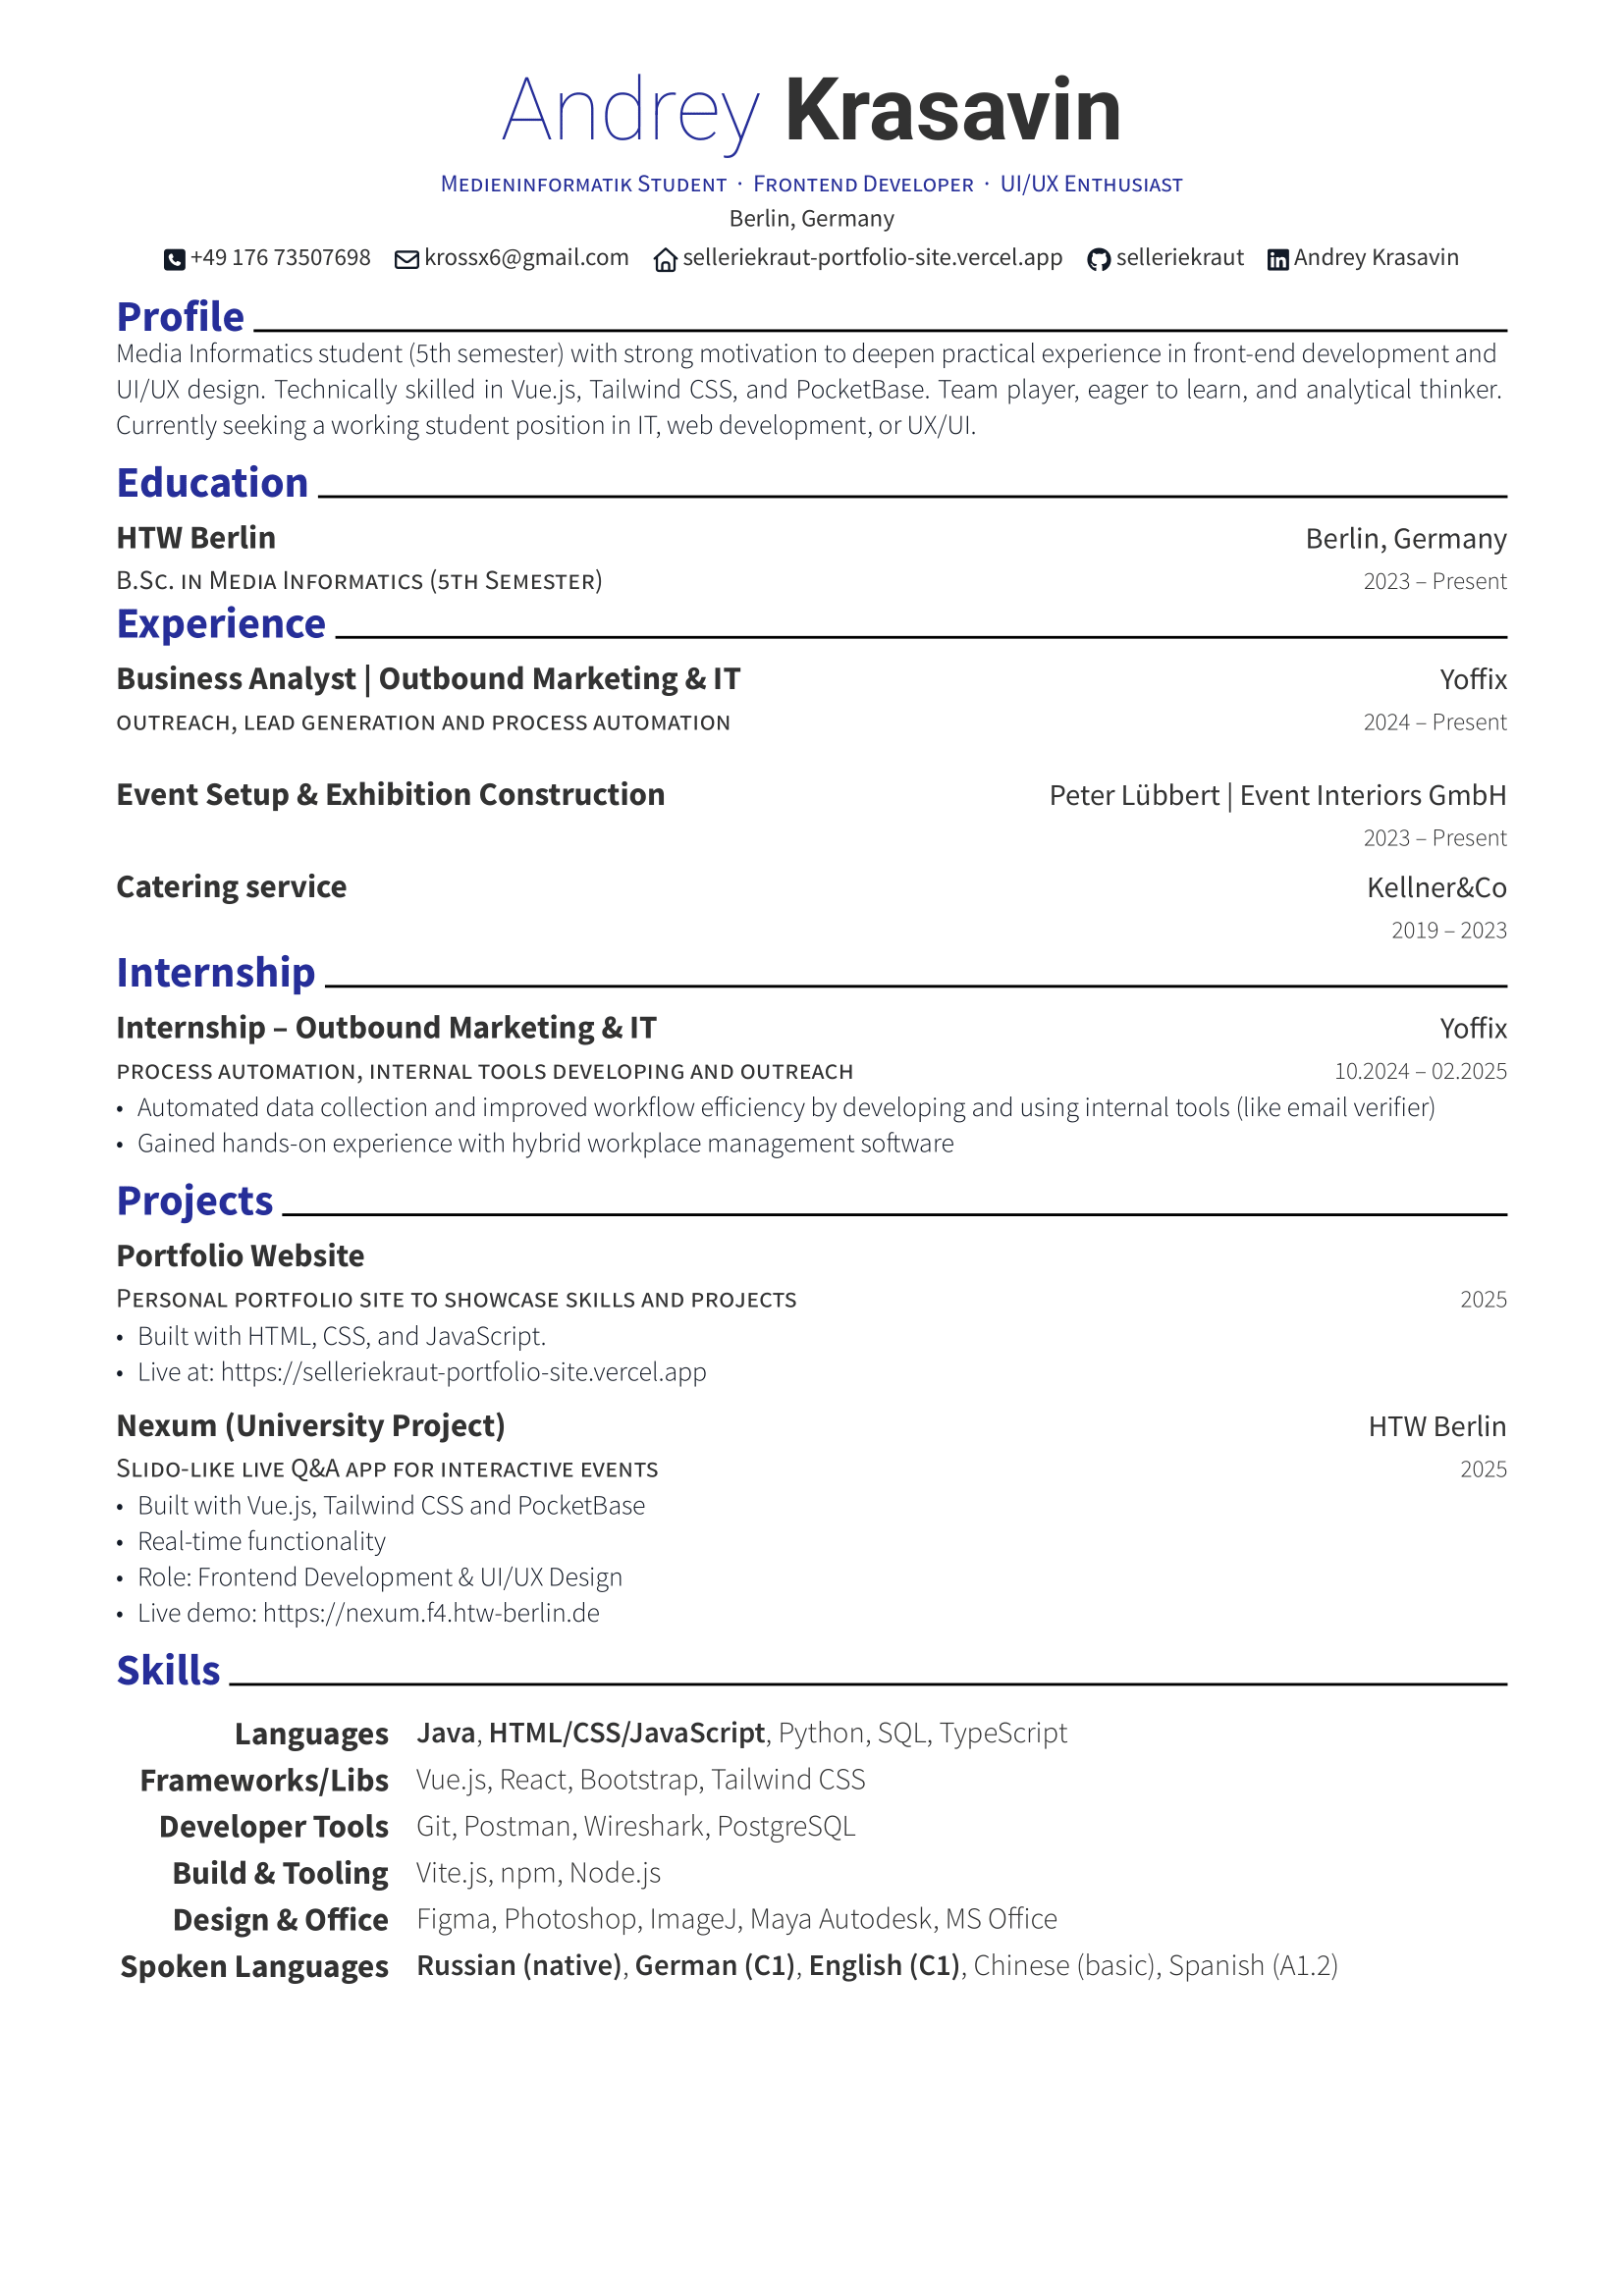 Andrey Krasavin
Medieninformatik Student · Frontend Developer · UI/UX Enthusiast
Berlin, Germany
+49 176 73507698 krossx6@gmail.com selleriekraut-portfolio-site.vercel.app selleriekraut Andrey Krasavin
Profile
Media Informatics student (5th semester) with strong motivation to deepen practical experience in front-end development and
UI/UX design. Technically skilled in Vue.js, Tailwind CSS, and PocketBase. Team player, eager to learn, and analytical thinker.
Currently seeking a working student position in IT, web development, or UX/UI.
Education
HTW Berlin Berlin, Germany
B.Sc. in Media Informatics (5th Semester) 2023 – Present
Experience
Business Analyst | Outbound Marketing & IT Yoffix
outreach, lead generation and process automation 2024 – Present
Event Setup & Exhibition Construction Peter Lübbert | Event Interiors GmbH
2023 – Present
Catering service Kellner&Co
2019 – 2023
Internship
Internship – Outbound Marketing & IT Yoffix
process automation, internal tools developing and outreach 10.2024 – 02.2025
• Automated data collection and improved workflow efficiency by developing and using internal tools (like email verifier)
• Gained hands-on experience with hybrid workplace management software
Projects
Portfolio Website
Personal portfolio site to showcase skills and projects 2025
• Built with HTML, CSS, and JavaScript.
• Live at: https://selleriekraut-portfolio-site.vercel.app
Nexum (University Project) HTW Berlin
Slido-like live Q&A app for interactive events 2025
• Built with Vue.js, Tailwind CSS and PocketBase
• Real-time functionality
• Role: Frontend Development & UI/UX Design
• Live demo: https://nexum.f4.htw-berlin.de
Skills
Languages Java, HTML/CSS/JavaScript, Python, SQL, TypeScript
Frameworks/Libs Vue.js, React, Bootstrap, Tailwind CSS
Developer Tools Git, Postman, Wireshark, PostgreSQL
Build & Tooling Vite.js, npm, Node.js
Design & Office Figma, Photoshop, ImageJ, Maya Autodesk, MS Office
Spoken Languages Russian (native), German (C1), English (C1), Chinese (basic), Spanish (A1.2)